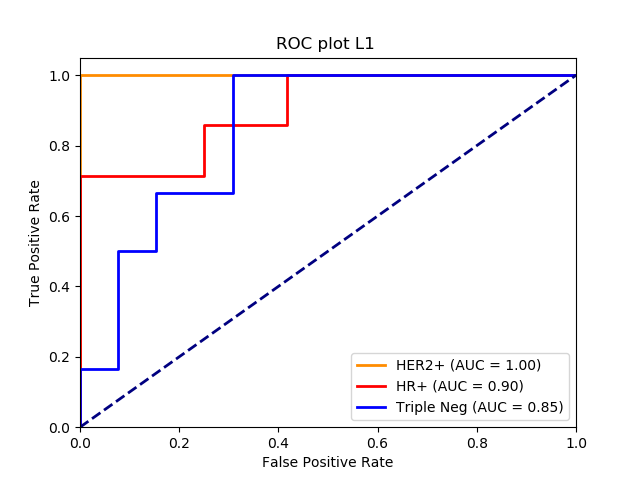 ROC plot L1
True Positive Rate
1.0
0.8
0.6
0.4
0.2
0.0
HER2+ (AUC = 1.00)
HR+ (AUC = 0.90)
Triple Neg (AUC = 0.85)
0.0 0.2 0.4 0.6 0.8 1.0
False Positive Rate